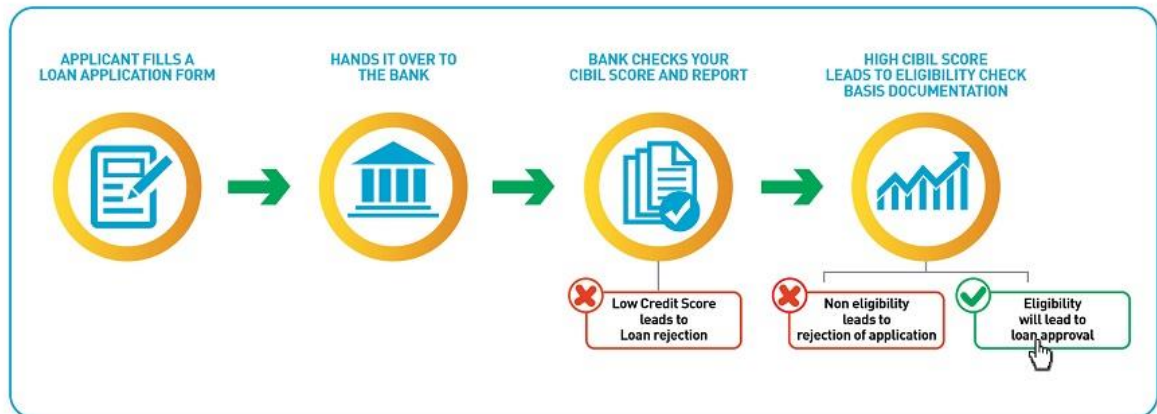 APPLICANT FILLS A
LOAN APPLICATION FORM
HANDS IT OVER TO
THE BANK
BANK CHECKS YOUR
CIBIL SCORE AND REPORT
HIGH CIBIL SCORE
LEADS TO ELIGIBILITY CHECK
BASIS DOCUMENTATION
Low Credit Score
leads to
Loan rejection
Non eligibility
leads to
rejection of application
Eligibility
will lead to
loan approval